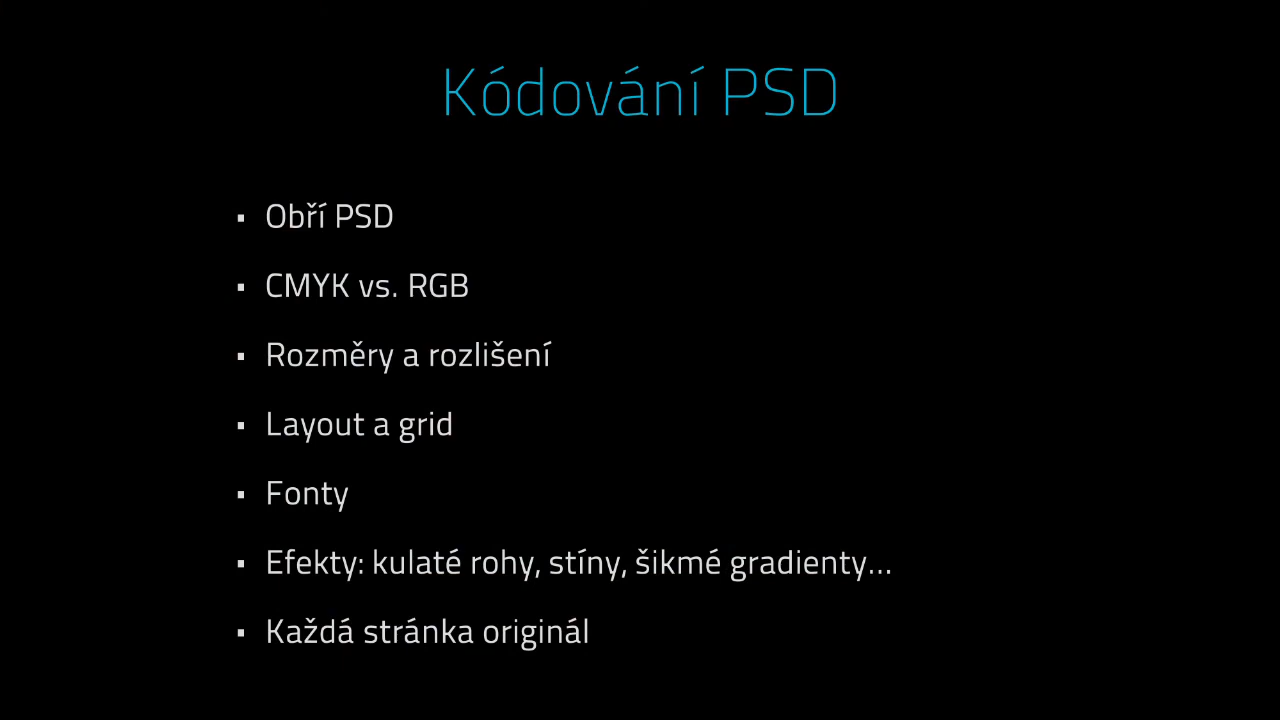 Kódování PSD
▪ Obří PSD
▪ CMYK vs. RGB
▪ Rozměry a rozlišení
▪ Layout a grid
▪ Fonty
▪ Efekty: kulaté rohy, stíny, šikmé gradienty...
▪ Každá stránka originál